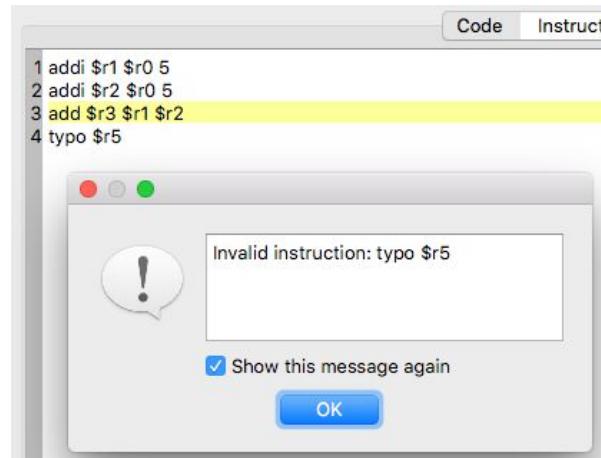 Code Instruct
1 addi $r1 $r0 5
2 addi $r2 $r0 5
3 add $r3 $r1 $r2
4 typo $r5
Invalid instruction: typo $r5
Show this message again
OK